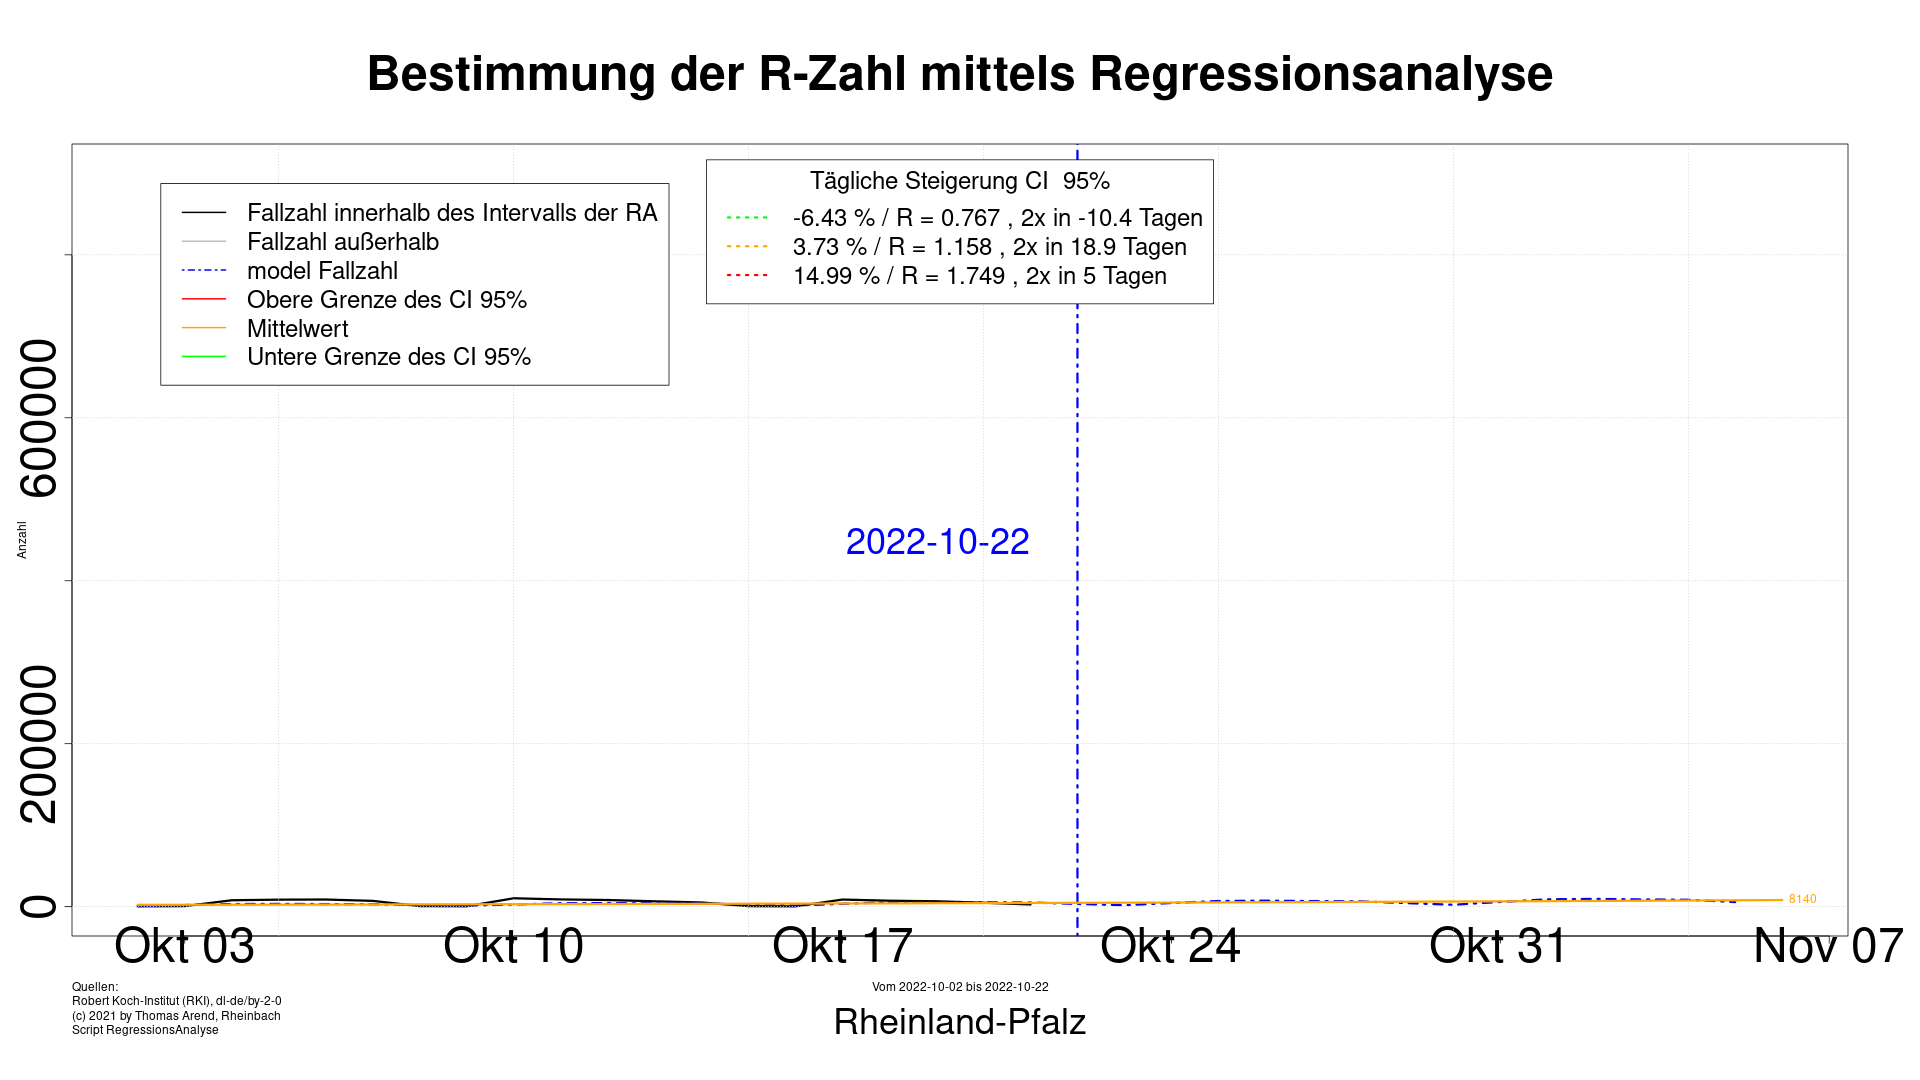 Bestimmung der R-Zahl mittels Regressionsanalyse
Fallzahl innerhalb des Intervalls der RA
Fallzahl außerhalb
model Fallzahl
Obere Grenze des CI 95%
Mittelwert
Untere Grenze des CI 95%
Tägliche Steigerung CI  95%
-6.43 % / R = 0.767 , 2x in -10.4 Tagen
3.73 % / R = 1.158 , 2x in 18.9 Tagen
14.99 % / R = 1.749 , 2x in 5 Tagen
6000000
Anzahl
2000000
0
2022-10-22
8140
Okt 03
Okt 10
Okt 17
Okt 24
Okt 31
Nov 07
Quellen:
Robert Koch-Institut (RKI), dl-de/by-2-0
(c) 2021 by Thomas Arend, Rheinbach
Script RegressionsAnalyse
Vom 2022-10-02 bis 2022-10-22
Rheinland-Pfalz